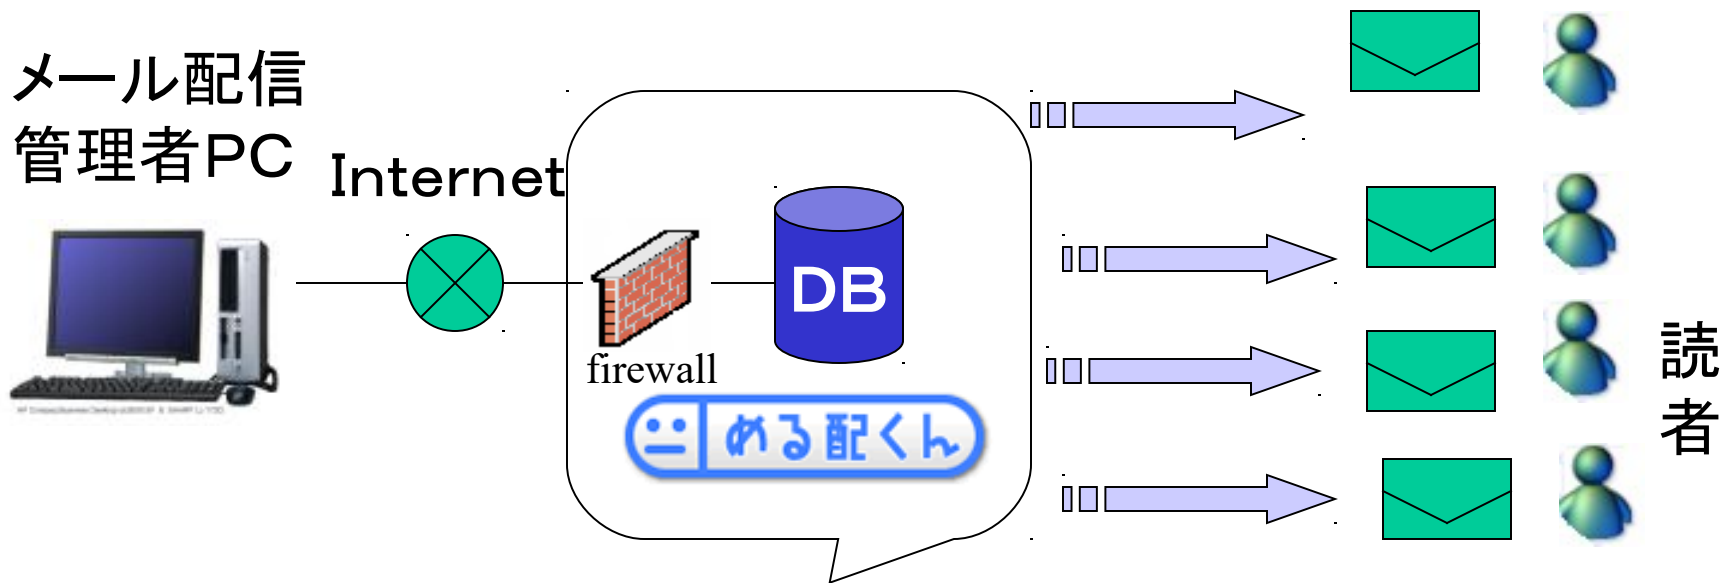 メール配信
管理者PC
Internet
DB
firewall
める配くん
読
者